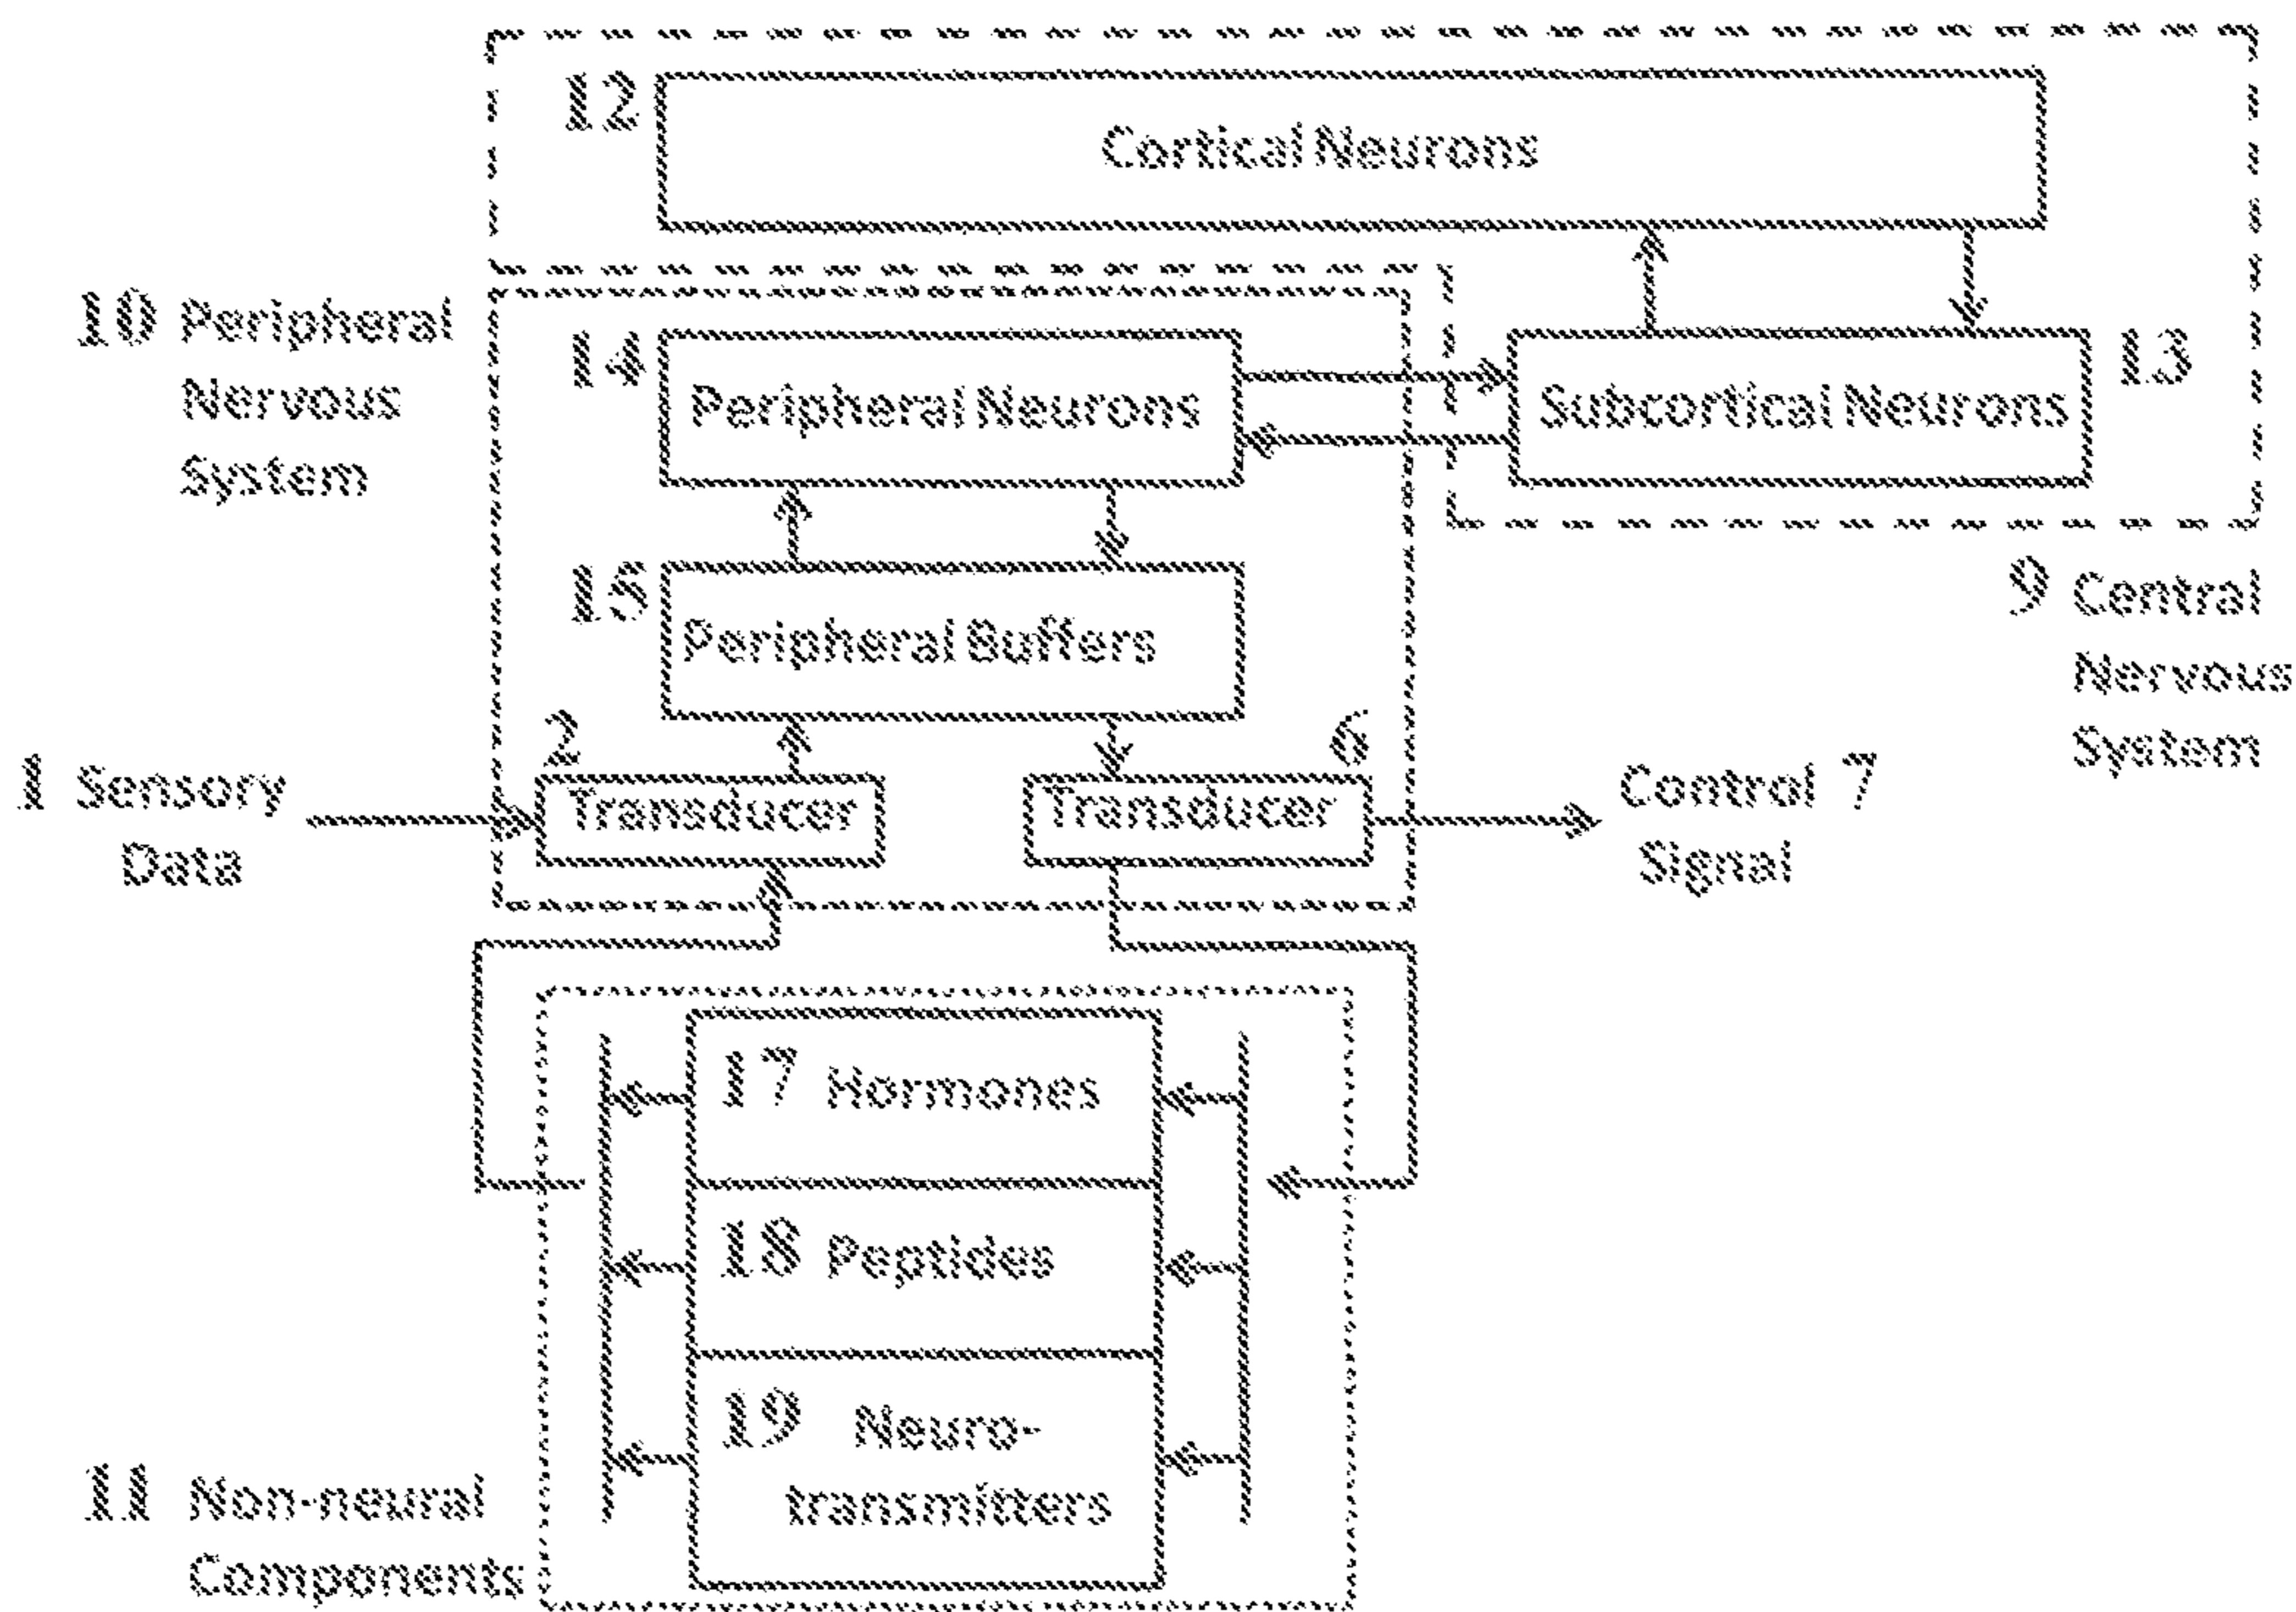 12
Cortical Neurons
10 Peripheral
Nervous
System
14
Peripheral Neurons
Subcortical Neurons
13
15
Peripheral Buffers
9 Central
Nervous
System
1 Sensory
Data
2
Transducer
6
Transducer
Control 7
Signal
17 Hormones
18 Peptides
19 Neuro-
transmitters
11 Non-neural
Components